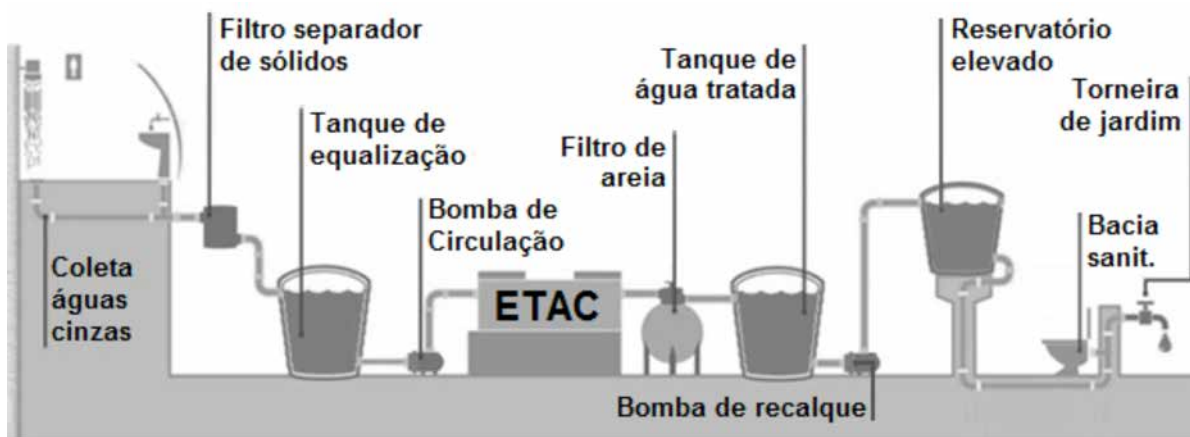 Filtro separador
de sólidos
Tanque de
equalização
Bomba de
Circulação
Coleta
águas
cinzas
ETAC
Filtro de
areia
Tanque de
água tratada
Bomba de recalque
Reservatório
elevado
Bacia
sanit.
Torneira
de jardim